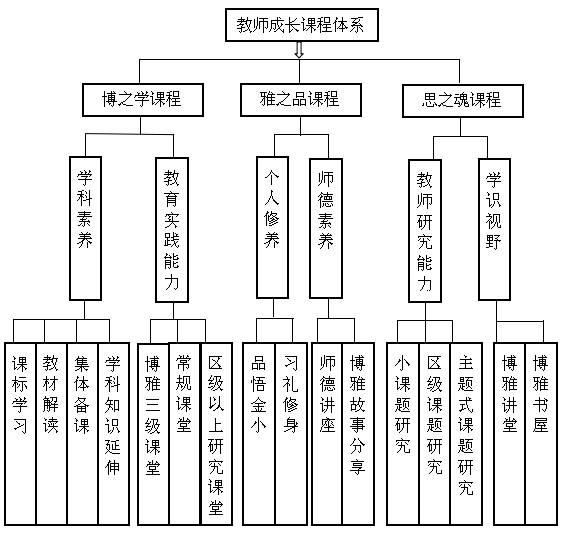 教师成长课程体系
博之学课程
雅之品课程
思之魂课程
学科素养
教育实践能力
个人修养
师德素养
教师研究能力
学识视野
课标学习
教材解读
集体备课
学科知识延伸
博雅三级课堂
常规课堂
区级以上研究课堂
品悟金小
习礼修身
师德讲座
博雅故事分享
小课题研究
区级课题研究
主题式课题研究
博雅讲堂
博雅书屋